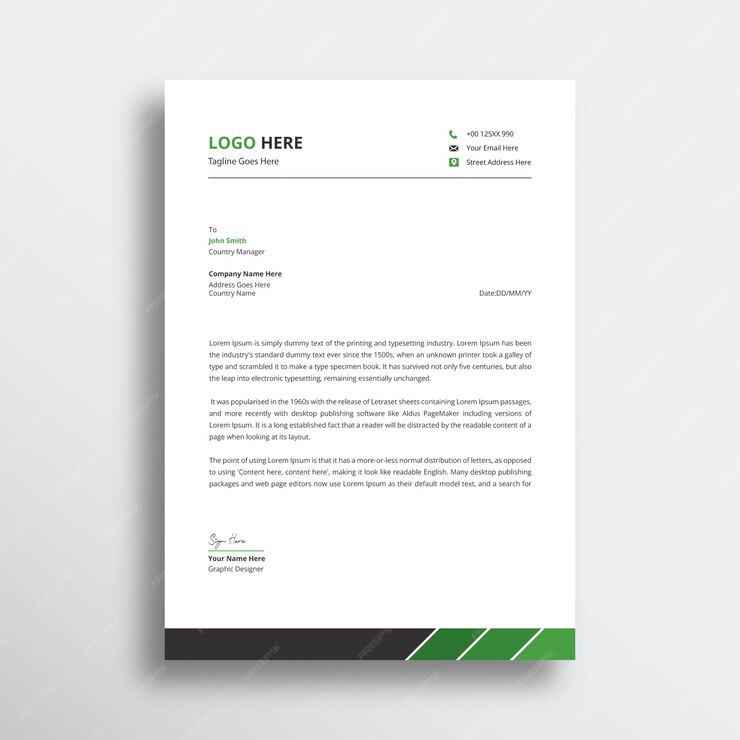 LOGO HERE
Tagline Goes Here
+00 125XX 990
Your Email Here
Street Address Here
To
John Smith
Country Manager
Company Name Here
Address Goes Here
Country Name
Date:DD/MM/YY
Lorem Ipsum is simply dummy text of the printing and typesetting industry. Lorem Ipsum has been
the industry's standard dummy text ever since the 1500s, when an unknown printer took a galley of
type and scrambled it to make a type specimen book. It has survived not only five centuries, but also
the leap into electronic typesetting, remaining essentially unchanged.
It was popularised in the 1960s with the release of Letraset sheets containing Lorem Ipsum passages,
and more recently with desktop publishing software like Aldus PageMaker including versions of
Lorem Ipsum. It is a long established fact that a reader will be distracted by the readable content of a
page when looking at its layout.
The point of using Lorem Ipsum is that it has a more-or-less normal distribution of letters, as opposed
to using 'Content here, content here', making it look like readable English. Many desktop publishing
packages and web page editors now use Lorem Ipsum as their default model text, and a search for
Sign Here
Your Name Here
Graphic Designer
FREEPIK